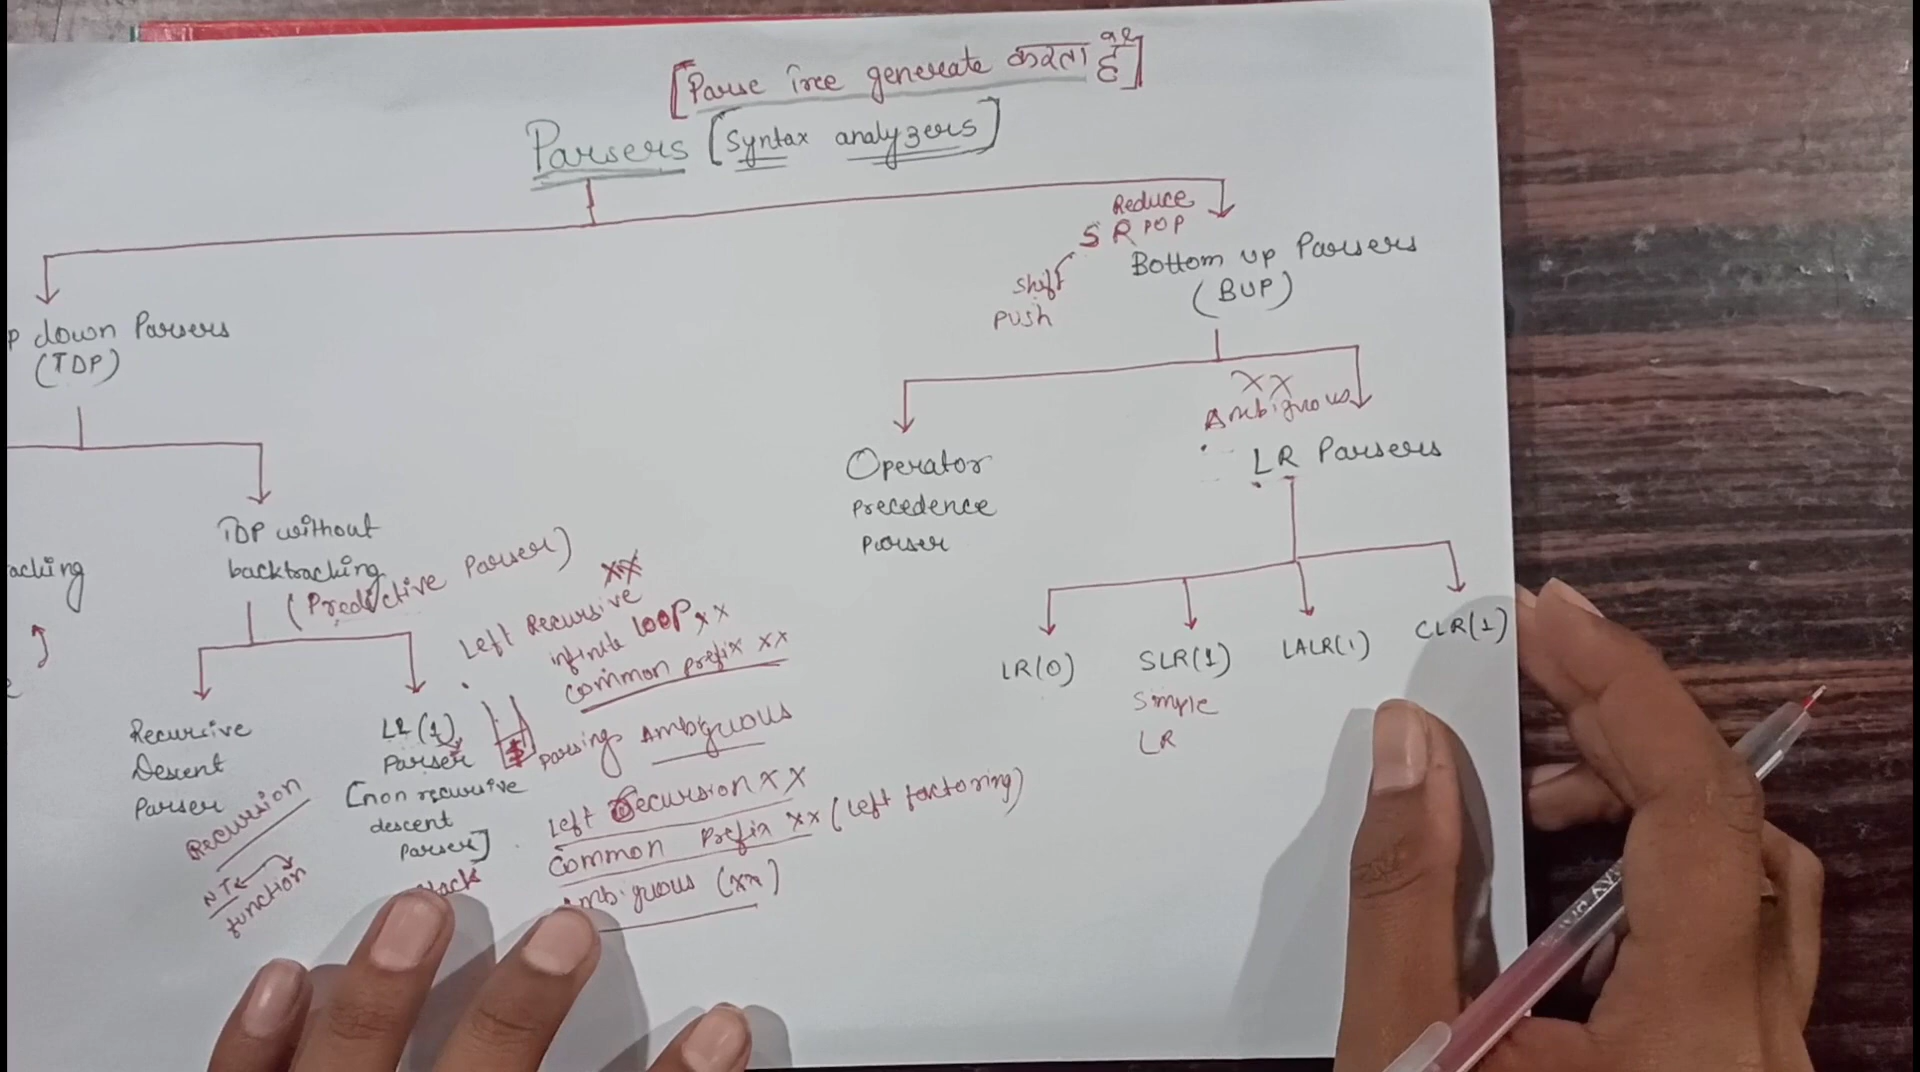 [Parse Tree generate करता है]
Parsers [Syntax analyzers]
Reduce
S R POP
Shift
PUSH
Bottom up Parsers
(BUP)
p down Parsers
(TDP)
XX
Ambiguous
Operator
precedence
parser
LR Parsers
TDP without
backtracking
(Predictive Parser)
acking
Left Recursive XX
infinite LOOP XX
Common prefix XX
LR(0)
SLR(1)
LALR(1)
CLR(1)
Simple
LR
Recursive
Descent
Parser
Recursion
NT
function
LL(1)
Parser
[non recursive
descent
Parser]
$
Parsing Ambiguous
Left Recursion XX
Common Prefix XX (Left factoring)
Ambiguous (XX)